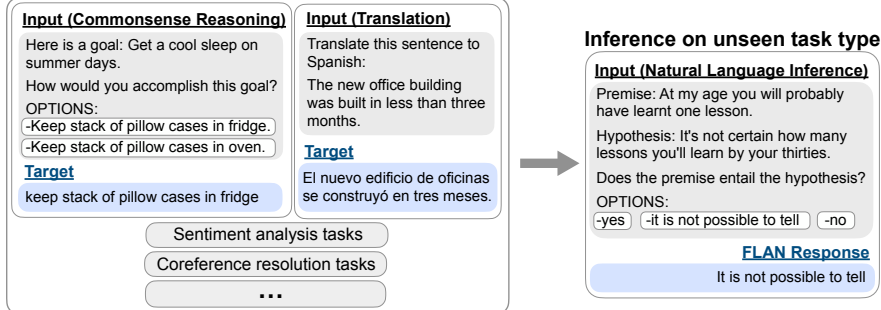 Input (Commonsense Reasoning)
Here is a goal: Get a cool sleep on
summer days.
How would you accomplish this goal?
OPTIONS:
-Keep stack of pillow cases in fridge.
-Keep stack of pillow cases in oven.
Target
keep stack of pillow cases in fridge
Input (Translation)
Translate this sentence to
Spanish:
The new office building
was built in less than three
months.
Target
El nuevo edificio de oficinas
se construyó en tres meses.
Sentiment analysis tasks
Coreference resolution tasks
...
Inference on unseen task type
Input (Natural Language Inference)
Premise: At my age you will probably
have learnt one lesson.
Hypothesis: It's not certain how many
lessons you'll learn by your thirties.
Does the premise entail the hypothesis?
OPTIONS:
-yes -it is not possible to tell -no
FLAN Response
It is not possible to tell